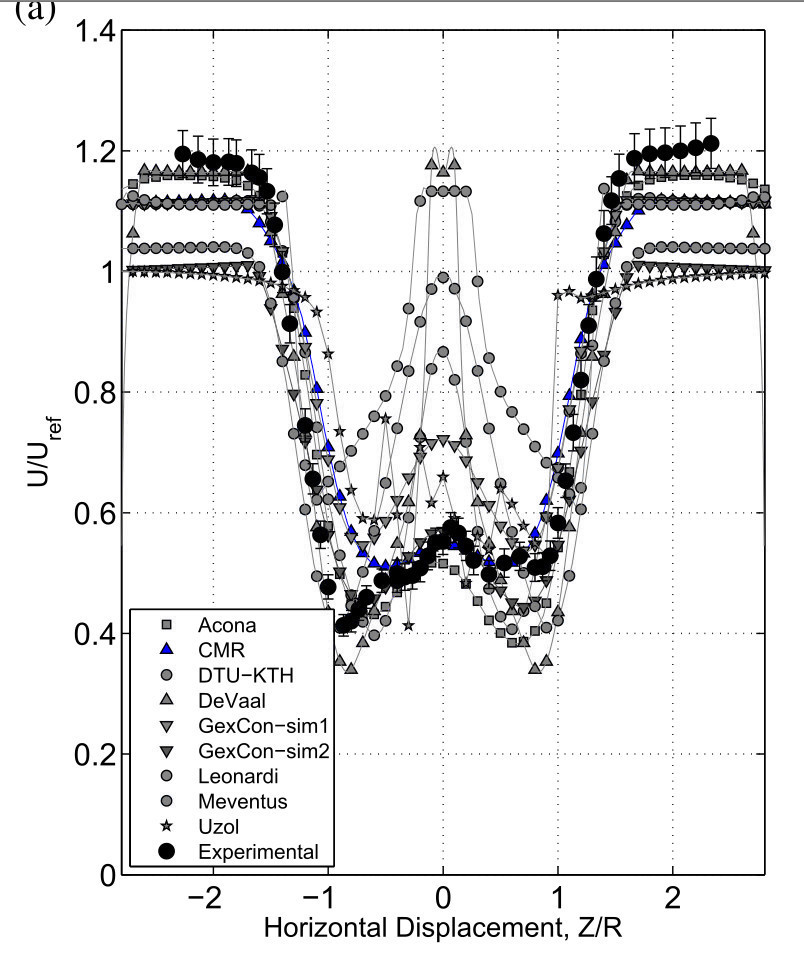 (a)
1.4
1.2
1
0.8
0.6
0.4
0.2
0
U/U_ref
Acona
CMR
DTU−KTH
DeVaal
GexCon−sim1
GexCon−sim2
Leonardi
Meventus
Uzol
Experimental
−2 −1 0 1 2
Horizontal Displacement, Z/R